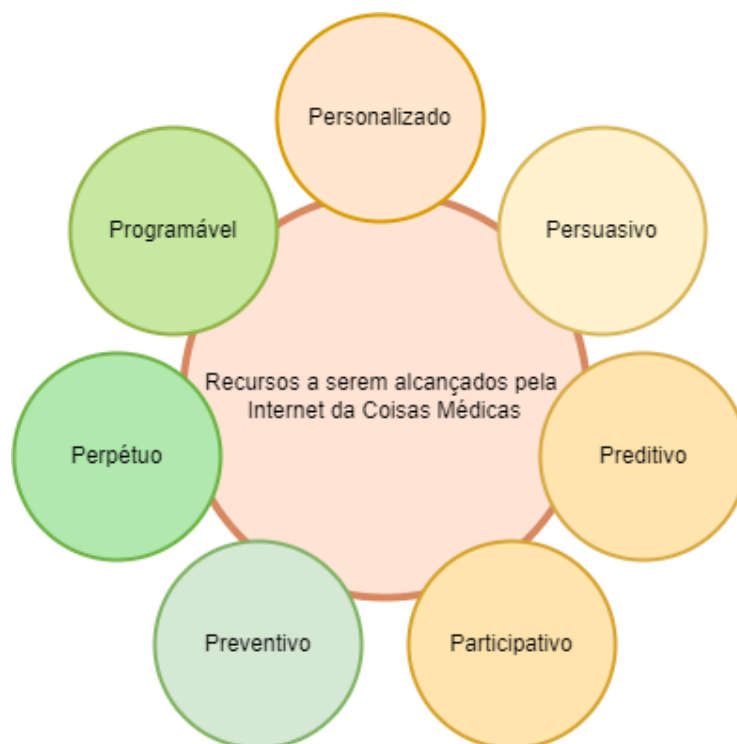 Personalizado
Programável
Persuasivo
Recursos a serem alcançados pela
Internet da Coisas Médicas
Perpétuo
Preditivo
Preventivo
Participativo